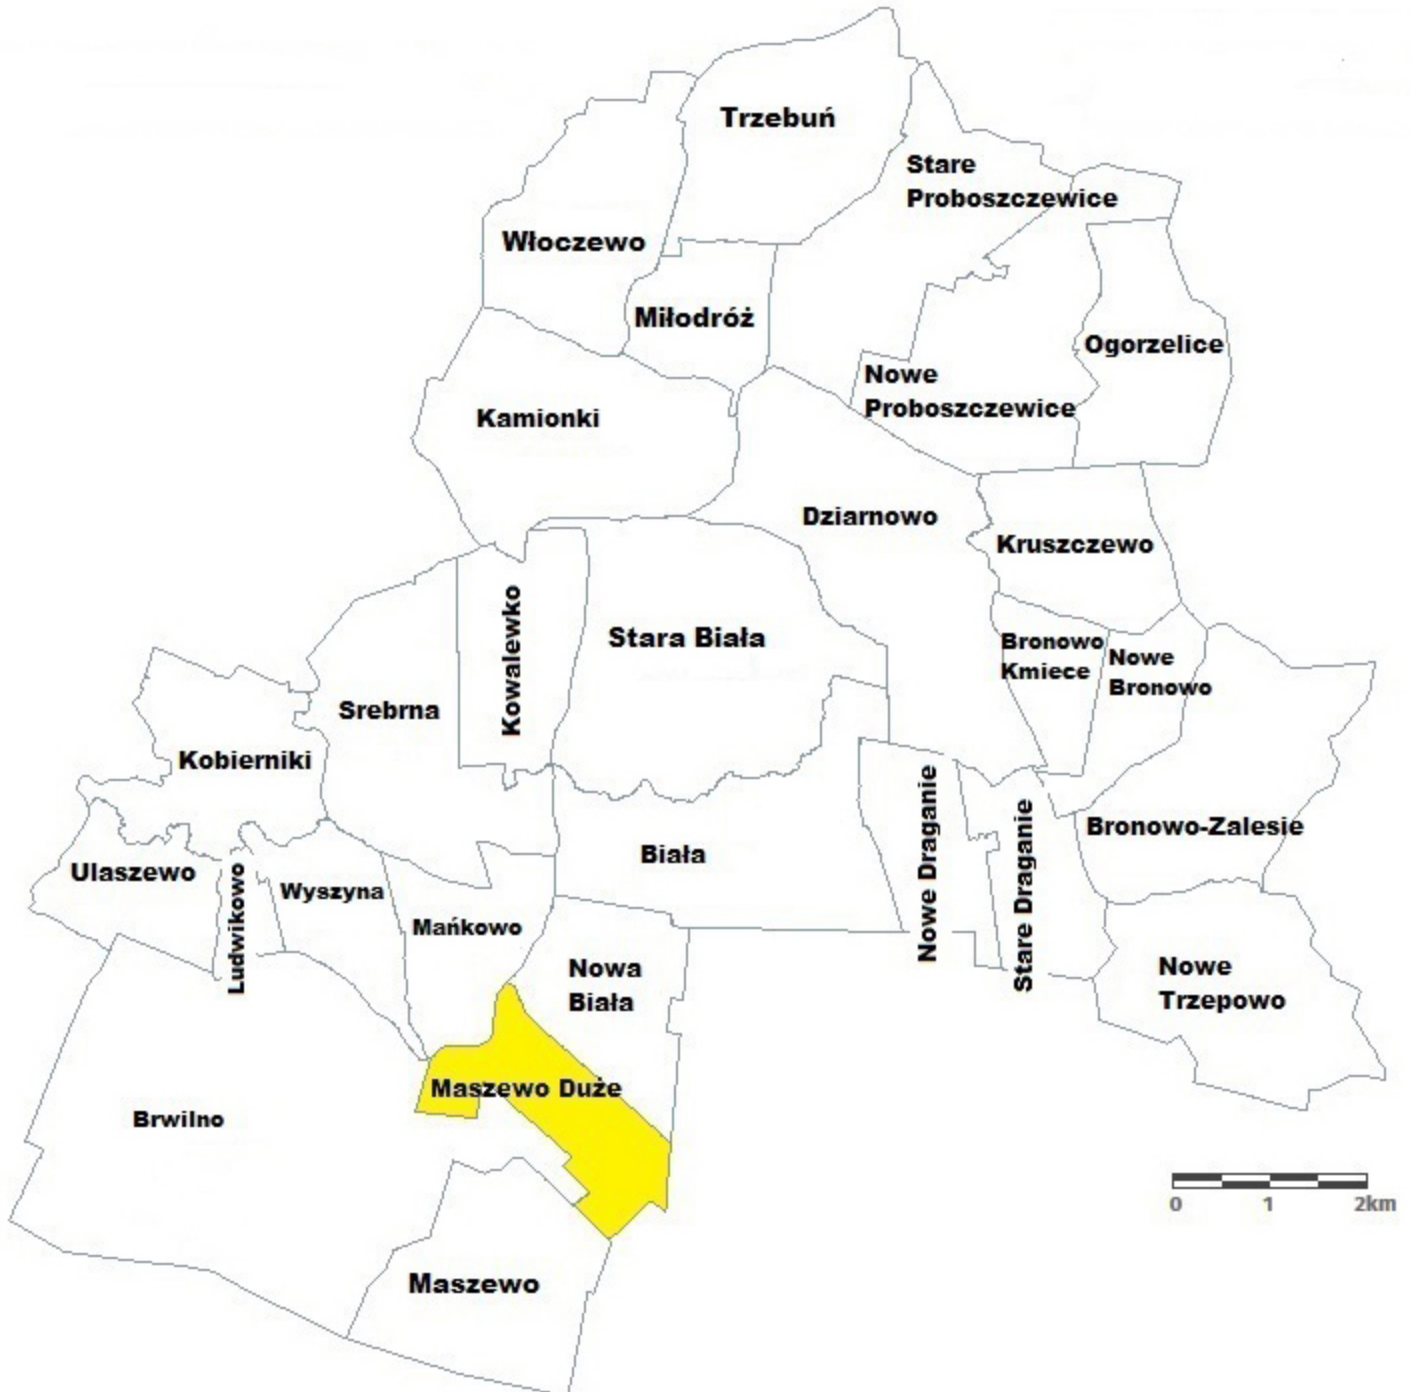 Trzebuń
Stare
Proboszczewice
Włoczewo
Miłodróż
Ogorzelice
Nowe
Proboszczewice
Kamionki
Dziarnowo
Kruszczewo
Kowalewko
Stara Biała
Bronowo
Kmiece
Nowe
Bronowo
Srebrna
Kobierniki
Nowe Draganie
Stare Draganie
Bronowo-Zalesie
Biała
Ulaszewo
Ludwikowo
Wyszyna
Mańkowo
Nowa
Biała
Nowe
Trzepowo
Maszewo Duże
Brwilno
0 1 2km
Maszewo